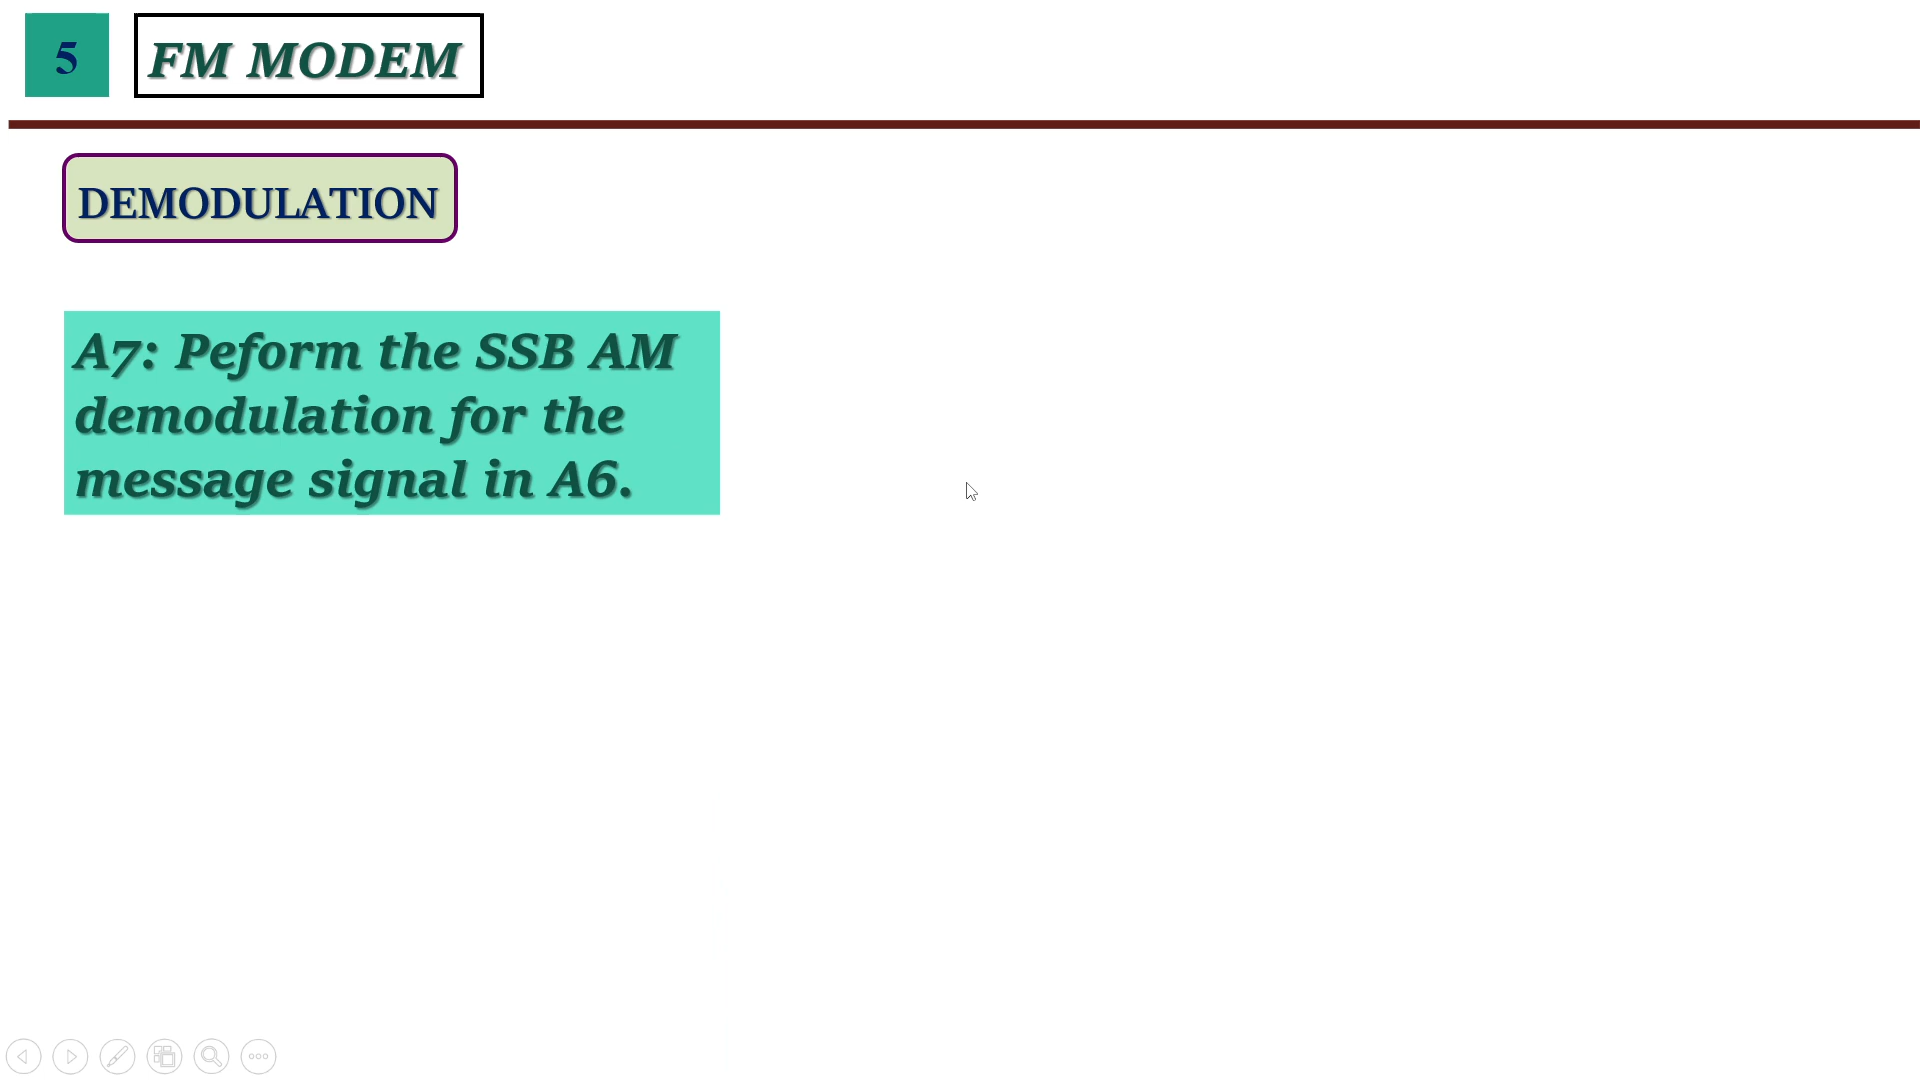 5
FM MODEM
DEMODULATION
A7: Peform the SSB AM
demodulation for the
message signal in A6.